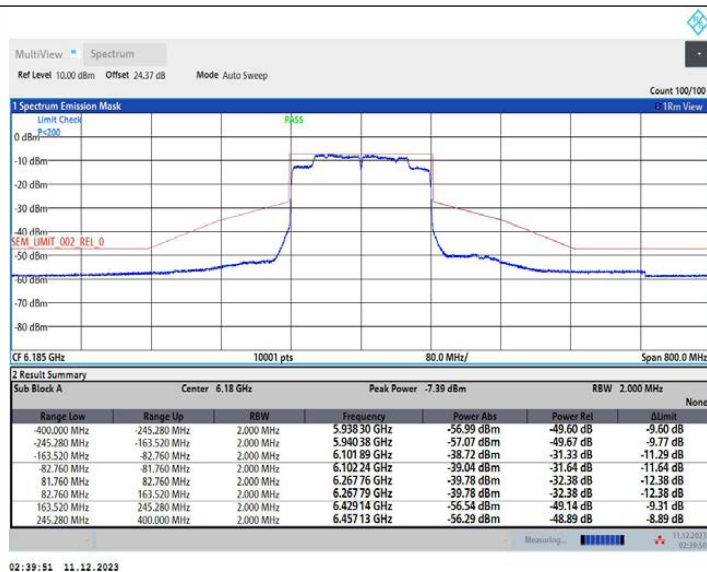 MultiView Spectrum
Ref Level 10.00 dBm Offset 24.37 dB Mode Auto Sweep
Count 100/100
1 Spectrum Emission Mask 1Rm View
Limit Check PASS
P<200
0 dBm
-10 dBm
-20 dBm
-30 dBm
-40 dBm
SEM_LIMIT_002_REL_0
-50 dBm
-60 dBm
-70 dBm
-80 dBm
CF 6.185 GHz 10001 pts 80.0 MHz/ Span 800.0 MHz
2 Result Summary
Sub Block A Center 6.18 GHz Peak Power -7.39 dBm RBW 2.000 MHz
None
Range Low Range Up RBW Frequency Power Abs Power Rel ΔLimit
-400.000 MHz -245.280 MHz 2.000 MHz 5.938 30 GHz -56.99 dBm -49.60 dB -9.60 dB
-245.280 MHz -163.520 MHz 2.000 MHz 5.940 38 GHz -57.07 dBm -49.67 dB -9.77 dB
-163.520 MHz -82.760 MHz 2.000 MHz 6.101 89 GHz -38.72 dBm -31.33 dB -11.29 dB
-82.760 MHz -81.760 MHz 2.000 MHz 6.102 24 GHz -39.04 dBm -31.64 dB -11.64 dB
81.760 MHz 82.760 MHz 2.000 MHz 6.267 76 GHz -39.78 dBm -32.38 dB -12.38 dB
82.760 MHz 163.520 MHz 2.000 MHz 6.267 79 GHz -39.78 dBm -32.38 dB -12.38 dB
163.520 MHz 245.280 MHz 2.000 MHz 6.429 14 GHz -56.54 dBm -49.14 dB -9.31 dB
245.280 MHz 400.000 MHz 2.000 MHz 6.457 13 GHz -56.29 dBm -48.89 dB -8.89 dB
Measuring... 11.12.2023
02:39:50
02:39:51 11.12.2023